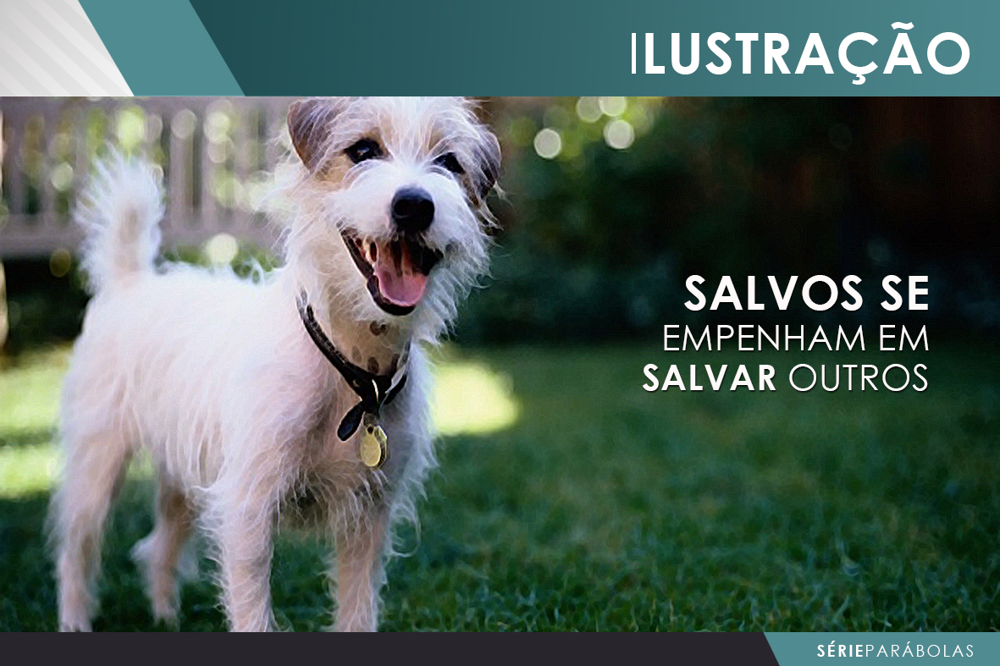 ILUSTRAÇÃO
SALVOS SE
EMPENHAM EM
SALVAR OUTROS
SÉRIEPARÁBOLAS